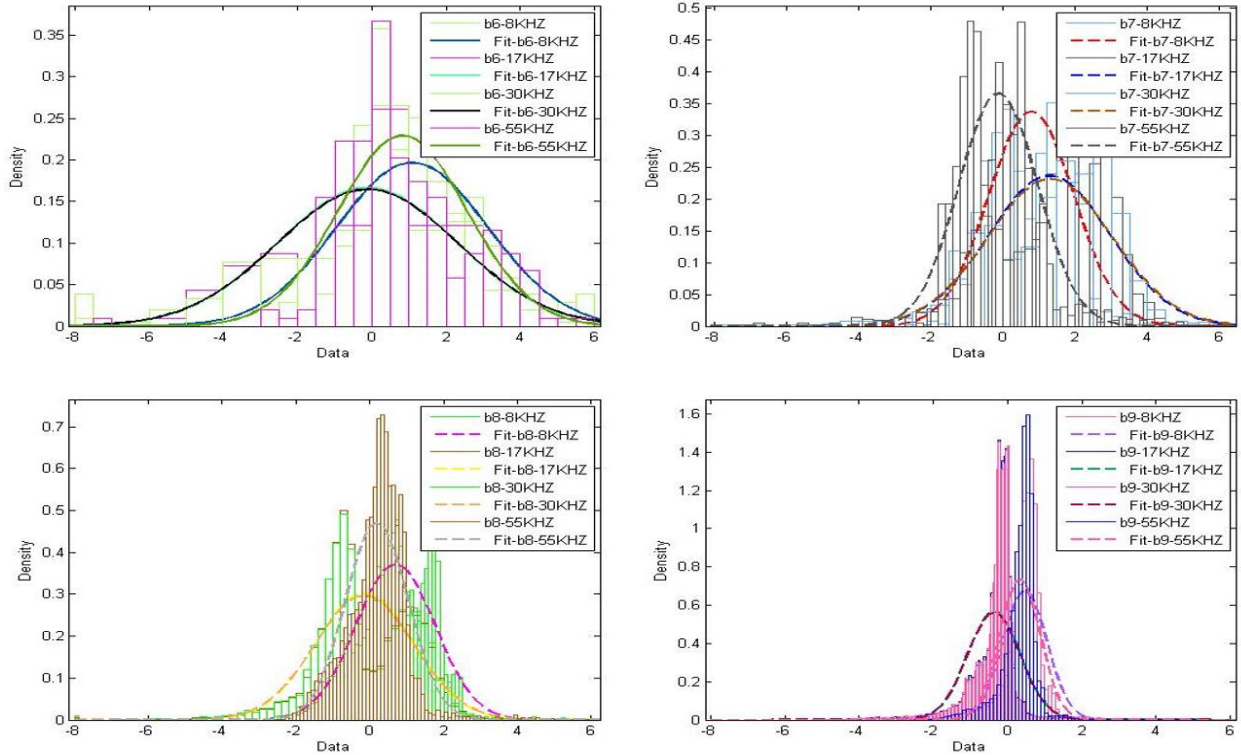 0.35
0.3
0.25
0.2
0.15
0.1
0.05
0
Density
-8
-6
-4
-2
0
2
4
6
Data
b6-8KHZ
Fit-b6-8KHZ
b6-17KHZ
Fit-b6-17KHZ
b6-30KHZ
Fit-b6-30KHZ
b6-55KHZ
Fit-b6-55KHZ
0.5
0.45
0.4
0.35
0.3
0.25
0.2
0.15
0.1
0.05
0
Density
-8
-6
-4
-2
0
2
4
6
Data
b7-8KHZ
Fit-b7-8KHZ
b7-17KHZ
Fit-b7-17KHZ
b7-30KHZ
Fit-b7-30KHZ
b7-55KHZ
Fit-b7-55KHZ
0.7
0.6
0.5
0.4
0.3
0.2
0.1
0
Density
-8
-6
-4
-2
0
2
4
6
Data
b8-8KHZ
Fit-b8-8KHZ
b8-17KHZ
Fit-b8-17KHZ
b8-30KHZ
Fit-b8-30KHZ
b8-55KHZ
Fit-b8-55KHZ
1.6
1.4
1.2
1
0.8
0.6
0.4
0.2
0
Density
-8
-6
-4
-2
0
2
4
6
Data
b9-8KHZ
Fit-b9-8KHZ
b9-17KHZ
Fit-b9-17KHZ
b9-30KHZ
Fit-b9-30KHZ
b9-55KHZ
Fit-b9-55KHZ